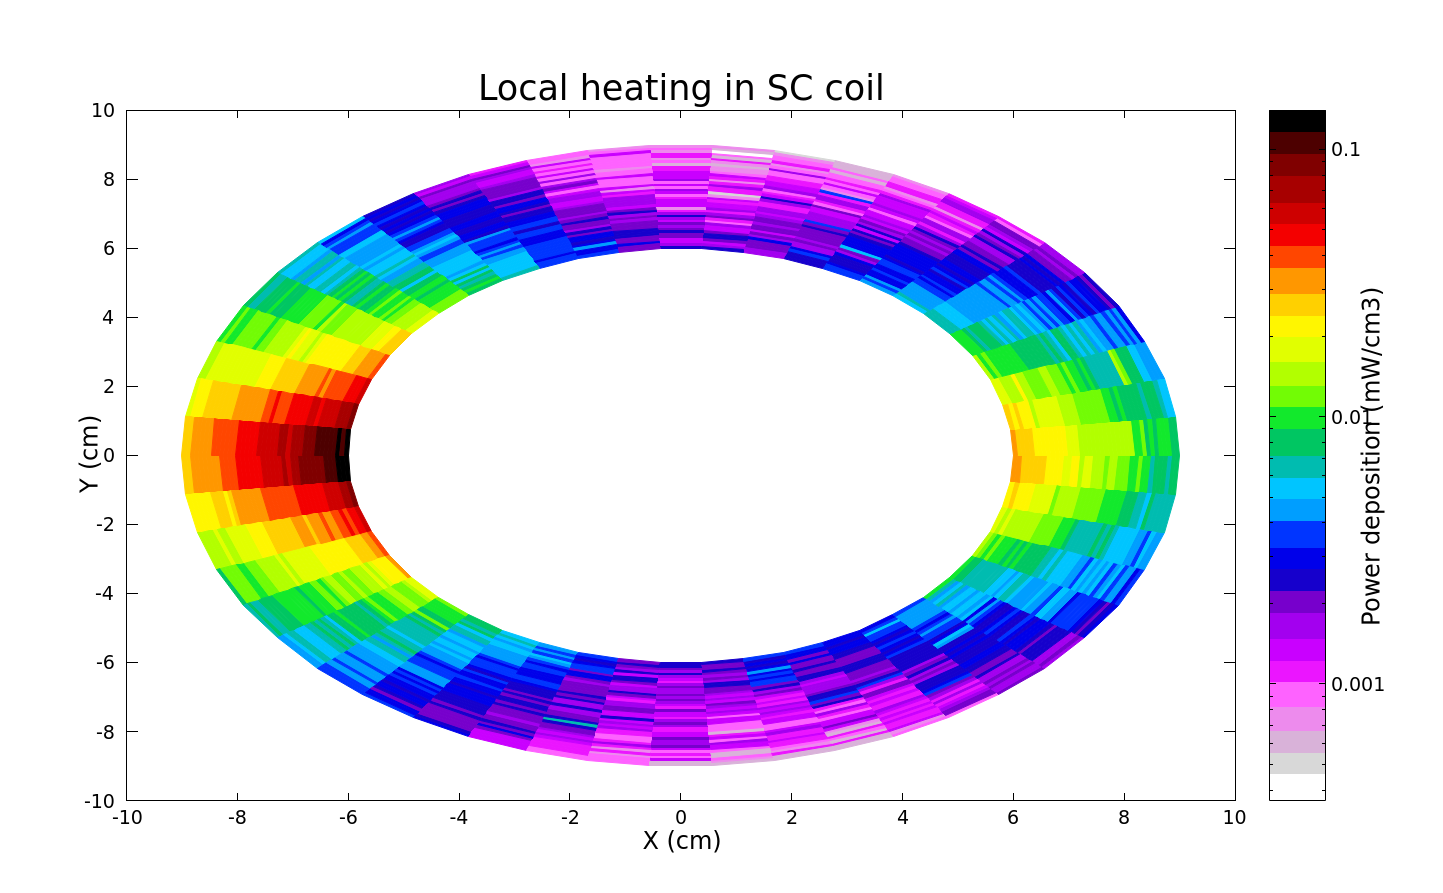 Local heating in SC coil
10
8
6
4
2
0
-2
-4
-6
-8
-10
Y (cm)
-10 -8 -6 -4 -2 0 2 4 6 8 10
X (cm)
0.1
0.01
0.001
Power deposition (mW/cm3)